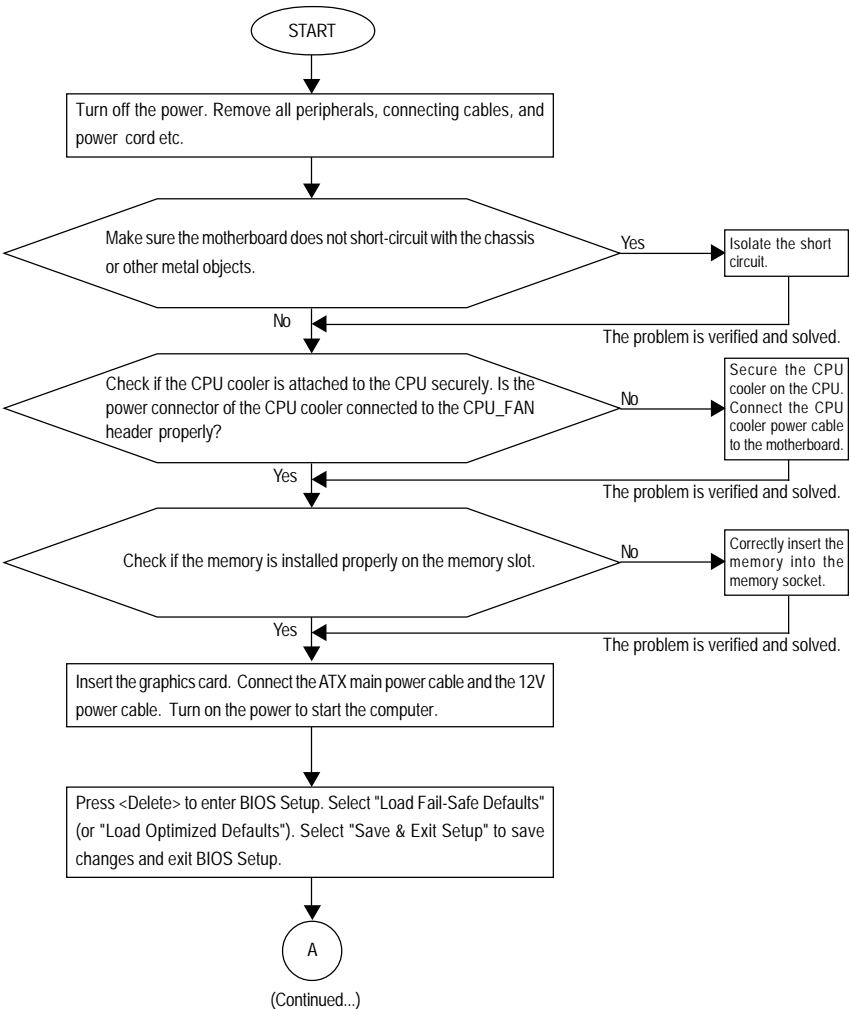 START
Turn off the power. Remove all peripherals, connecting cables, and
power cord etc.
Make sure the motherboard does not short-circuit with the chassis
or other metal objects.
Yes
Isolate the short
circuit.
No
The problem is verified and solved.
Check if the CPU cooler is attached to the CPU securely. Is the
power connector of the CPU cooler connected to the CPU_FAN
header properly?
No
Secure the CPU
cooler on the CPU.
Connect the CPU
cooler power cable
to the motherboard.
Yes
The problem is verified and solved.
Check if the memory is installed properly on the memory slot.
No
Correctly insert the
memory into the
memory socket.
Yes
The problem is verified and solved.
Insert the graphics card. Connect the ATX main power cable and the 12V
power cable. Turn on the power to start the computer.
Press <Delete> to enter BIOS Setup. Select "Load Fail-Safe Defaults"
(or "Load Optimized Defaults"). Select "Save & Exit Setup" to save
changes and exit BIOS Setup.
A
(Continued...)